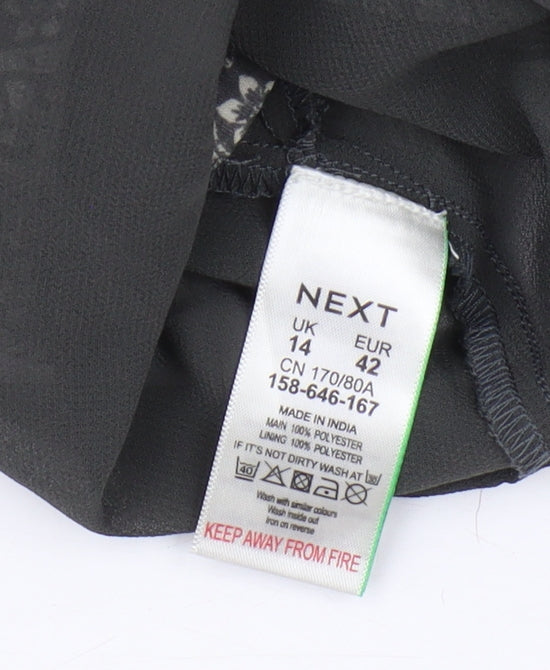 NEXT
UK EUR
14 42
CN 170/80A
158-646-167
MADE IN INDIA
MAIN 100% POLYESTER
LINING 100% POLYESTER
IF IT'S NOT DIRTY WASH AT 30
40
Wash with similar colours
Wash inside out
Iron on reverse
KEEP AWAY FROM FIRE